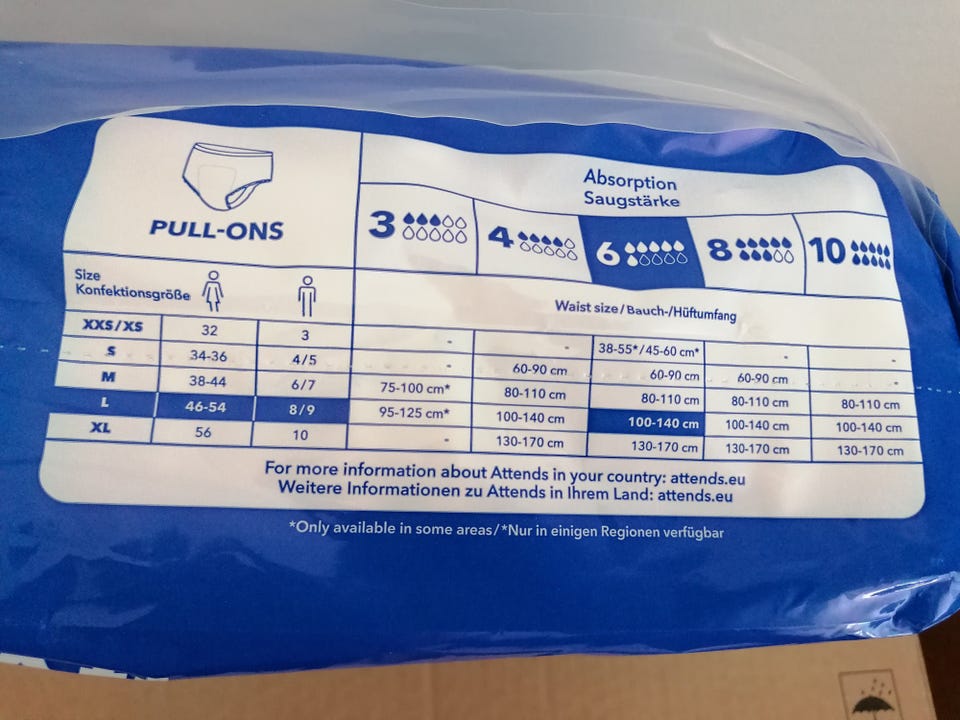 PULL-ONS
Absorption
Saugstärke
3 4 6 8 10
Size
Konfektionsgröße
Waist size/Bauch-/Hüftumfang
XXS/XS 32 3 - - 38-55*/45-60 cm* - -
S 34-36 4/5 - 60-90 cm 60-90 cm 60-90 cm -
M 38-44 6/7 75-100 cm* 80-110 cm 80-110 cm 80-110 cm 80-110 cm
L 46-54 8/9 95-125 cm* 100-140 cm 100-140 cm 100-140 cm 100-140 cm
XL 56 10 - 130-170 cm 130-170 cm 130-170 cm 130-170 cm
For more information about Attends in your country: attends.eu
Weitere Informationen zu Attends in Ihrem Land: attends.eu
*Only available in some areas/*Nur in einigen Regionen verfügbar